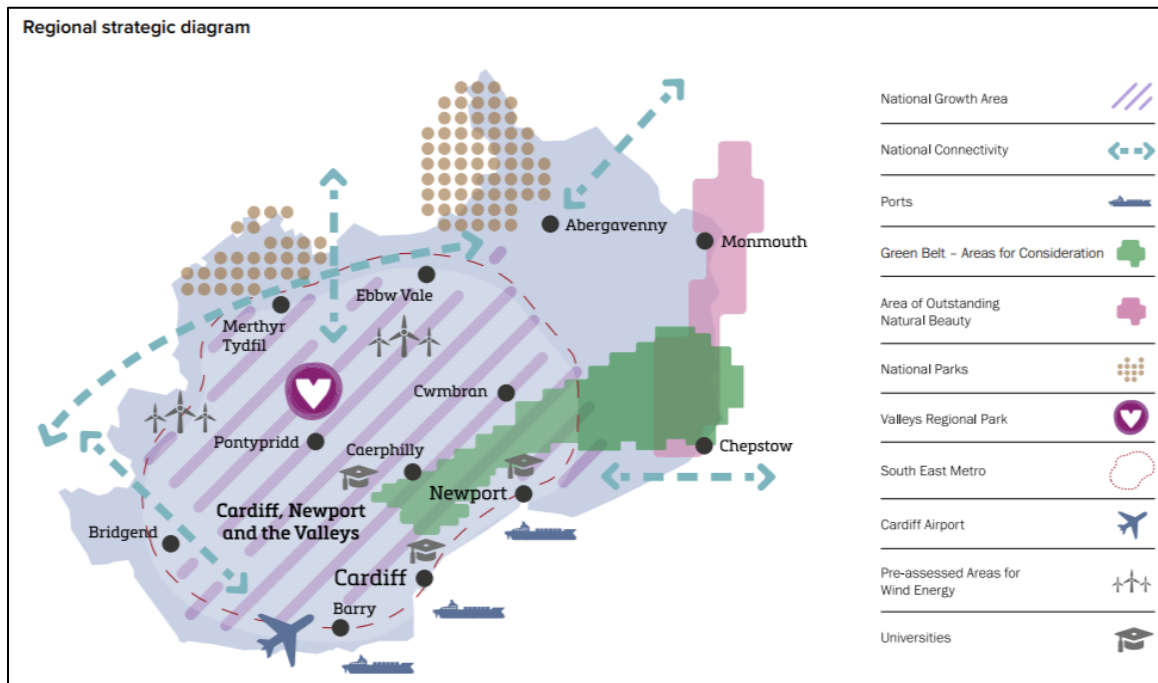 Regional strategic diagram
Abergavenny
Monmouth
Ebbw Vale
Merthyr
Tydfil
Cwmbran
Pontypridd
Caerphilly
Chepstow
Newport
Cardiff, Newport
and the Valleys
Bridgend
Cardiff
Barry
National Growth Area
National Connectivity
Ports
Green Belt – Areas for Consideration
Area of Outstanding
Natural Beauty
National Parks
Valleys Regional Park
South East Metro
Cardiff Airport
Pre-assessed Areas for
Wind Energy
Universities